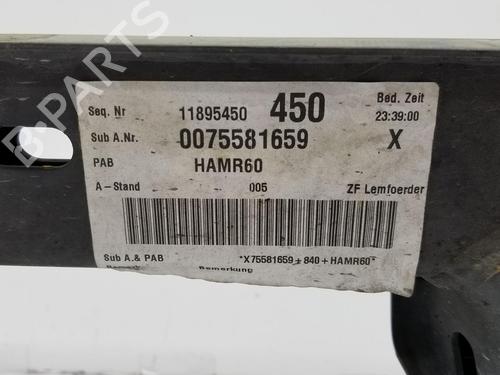 B-PARTS
Seq. Nr 11895450 450 Bed. Zeit
23:39:00
Sub A.Nr. 0075581659 X
PAB HAMR60
A-Stand 005 ZF Lemfoerder
Sub A.& PAB *X75581659+840+HAMR60*
Bemerkung